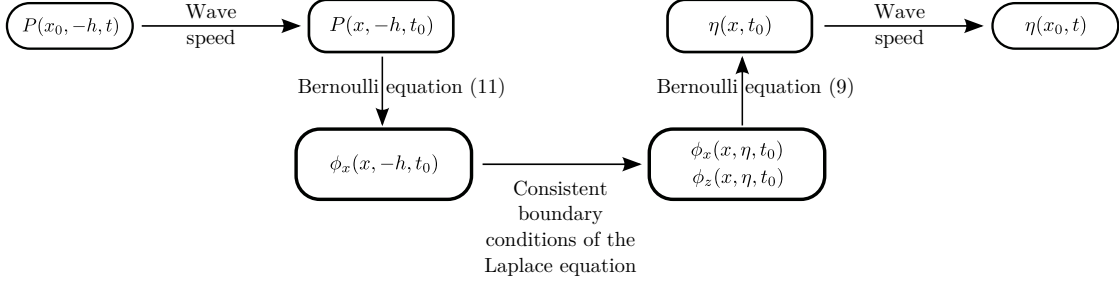 P(x₀, −h, t)
Wave
speed
P(x, −h, t₀)
Bernoulli equation (11)
ϕₓ(x, −h, t₀)
Consistent
boundary
conditions of the
Laplace equation
ϕₓ(x, η, t₀)
ϕ_z(x, η, t₀)
Bernoulli equation (9)
η(x, t₀)
Wave
speed
η(x₀, t)